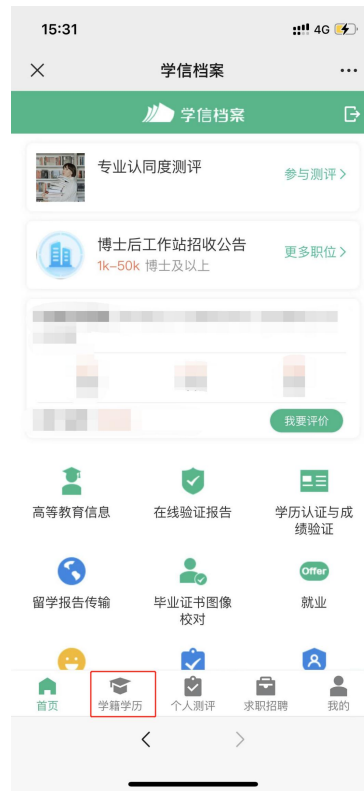 15:31
4G
学信档案
学信档案
专业认同度测评
参与测评
博士后工作站招收公告
1k–50k 博士及以上
更多职位
我要评价
高等教育信息
在线验证报告
学历认证与成
绩验证
Offer
留学报告传输
毕业证书图像
校对
就业
首页
学籍学历
个人测评
求职招聘
我的